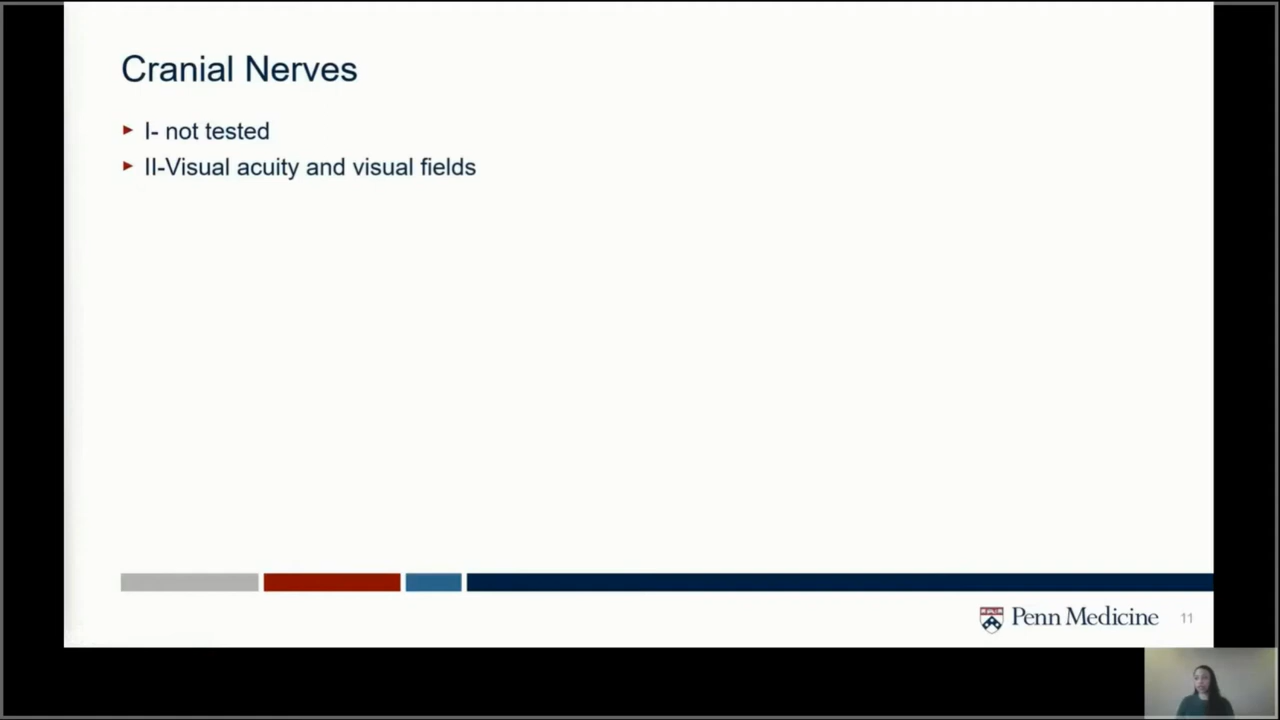 Cranial Nerves
I- not tested
II-Visual acuity and visual fields
Penn Medicine 11